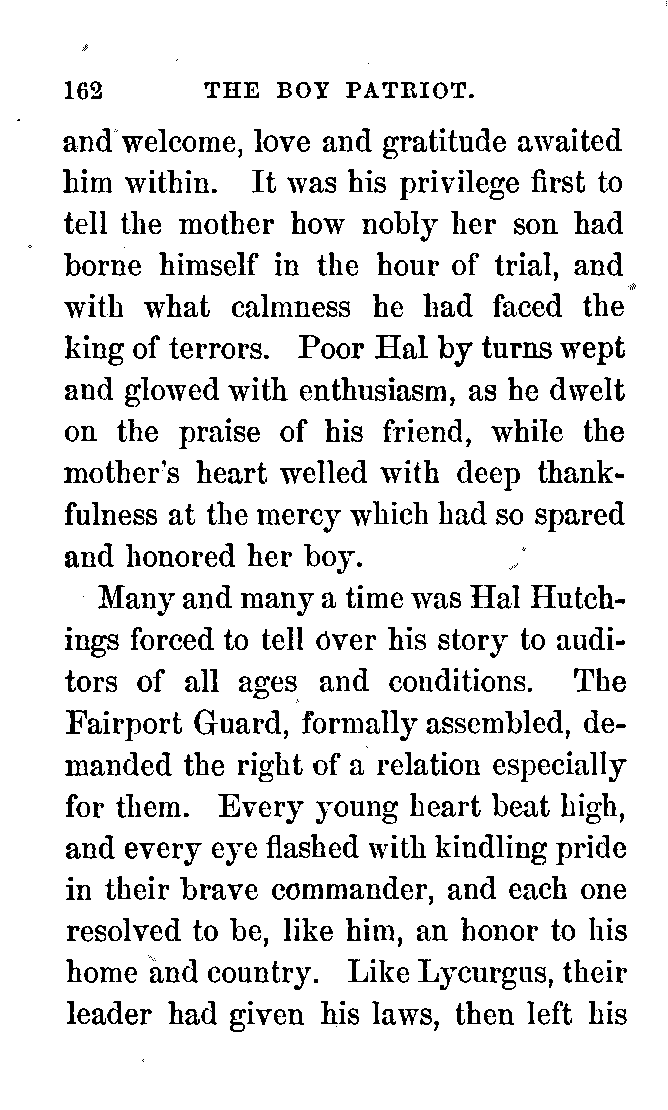 162 THE BOY PATRIOT.
and welcome, love and gratitude awaited
him within. It was his privilege first to
tell the mother how nobly her son had
borne himself in the hour of trial, and
with what calmness he had faced the
king of terrors. Poor Hal by turns wept
and glowed with enthusiasm, as he dwelt
on the praise of his friend, while the
mother's heart welled with deep thank-
fulness at the mercy which had so spared
and honored her boy.
Many and many a time was Hal Hutch-
ings forced to tell over his story to audi-
tors of all ages and conditions. The
Fairport Guard, formally assembled, de-
manded the right of a relation especially
for them. Every young heart beat high,
and every eye flashed with kindling pride
in their brave commander, and each one
resolved to be, like him, an honor to his
home and country. Like Lycurgus, their
leader had given his laws, then left his